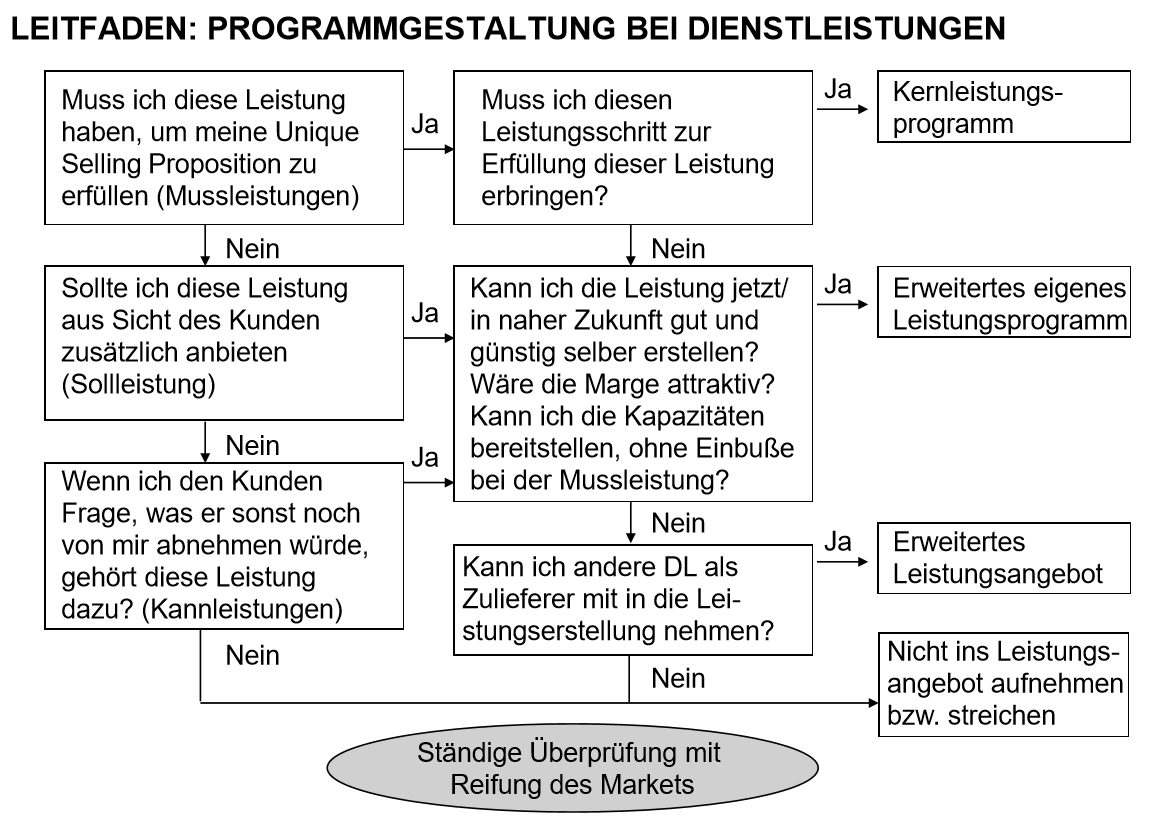 LEITFADEN: PROGRAMMGESTALTUNG BEI DIENSTLEISTUNGEN
Muss ich diese Leistung
haben, um meine Unique
Selling Proposition zu
erfüllen (Mussleistungen)
Ja
Muss ich diesen
Leistungsschritt zur
Erfüllung dieser Leistung
erbringen?
Ja
Kernleistungs-
programm
Nein
Nein
Sollte ich diese Leistung
aus Sicht des Kunden
zusätzlich anbieten
(Sollleistung)
Ja
Kann ich die Leistung jetzt/
in naher Zukunft gut und
günstig selber erstellen?
Wäre die Marge attraktiv?
Kann ich die Kapazitäten
bereitstellen, ohne Einbuße
bei der Mussleistung?
Ja
Erweitertes eigenes
Leistungsprogramm
Nein
Wenn ich den Kunden
Frage, was er sonst noch
von mir abnehmen würde,
gehört diese Leistung
dazu? (Kannleistungen)
Ja
Nein
Kann ich andere DL als
Zulieferer mit in die Lei-
stungserstellung nehmen?
Ja
Erweitertes
Leistungsangebot
Nein
Nein
Nicht ins Leistungs-
angebot aufnehmen
bzw. streichen
Ständige Überprüfung mit
Reifung des Markets